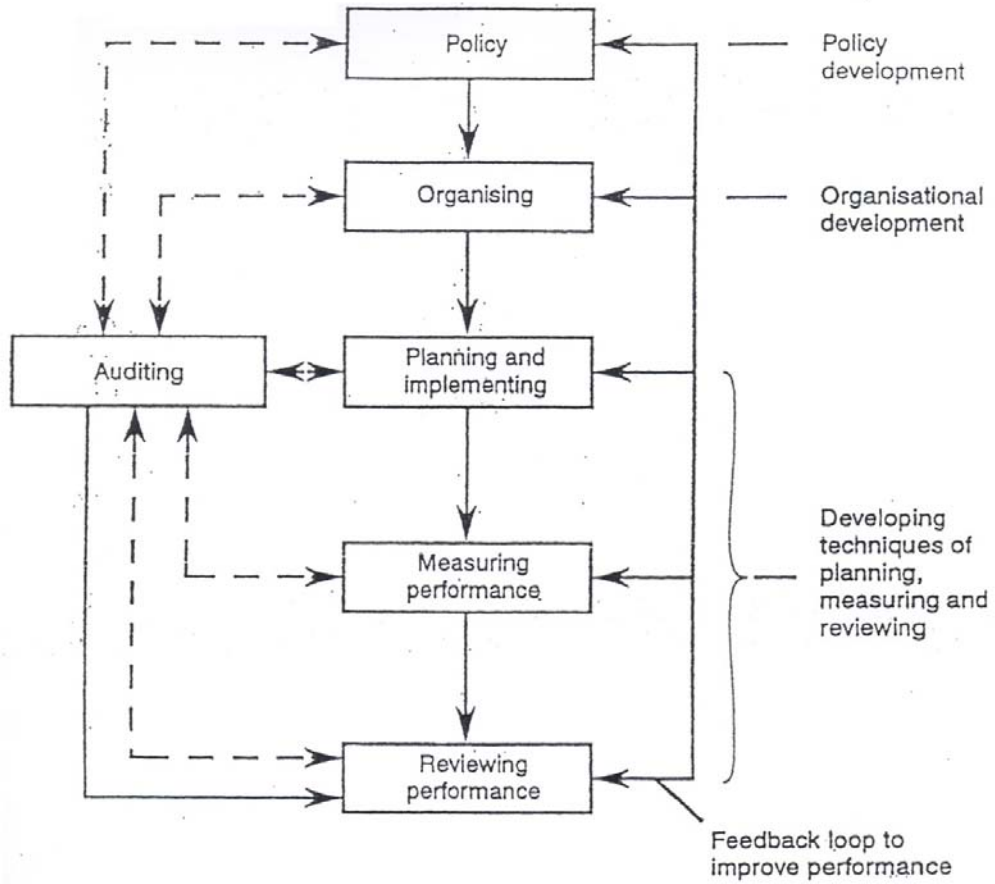 Policy
Policy
development
Organising
Organisational
development
Auditing
Planning and
implementing
Measuring
performance
Developing
techniques of
planning,
measuring and
reviewing
Reviewing
performance
Feedback loop to
improve performance